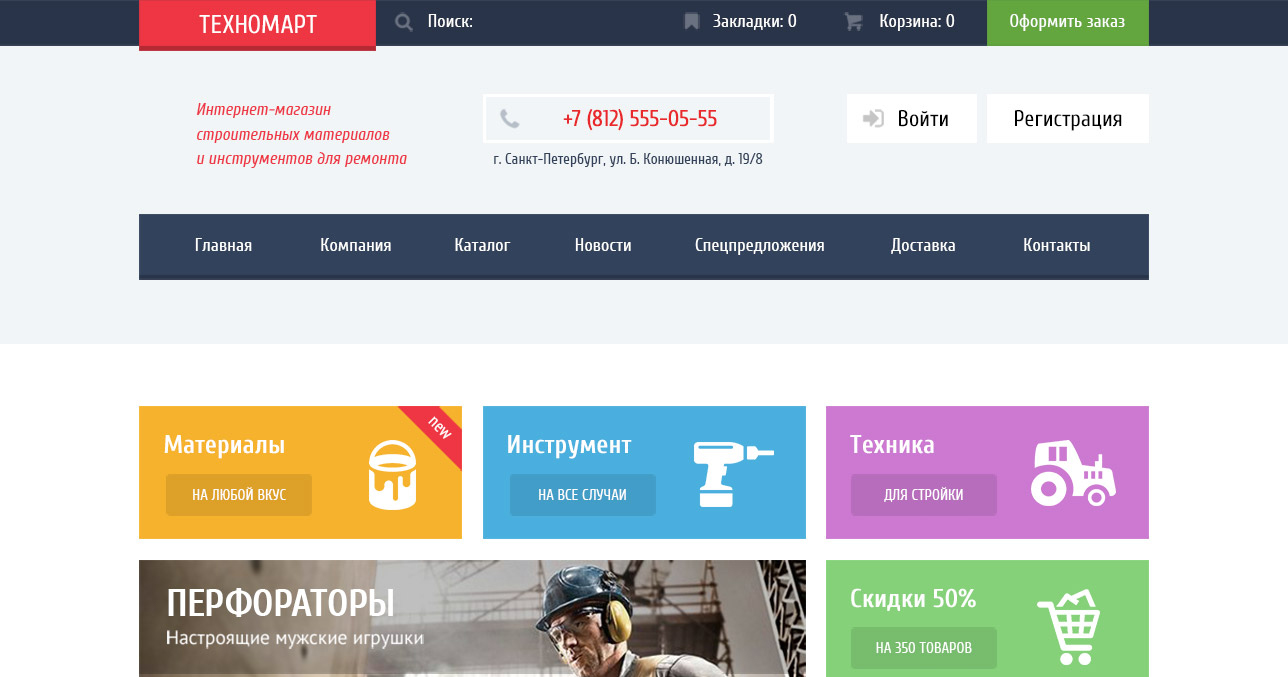 ТЕХНОМАРТ
Поиск:
Закладки: 0
Корзина: 0
Оформить заказ
Интернет-магазин
строительных материалов
и инструментов для ремонта
+7 (812) 555-05-55
г. Санкт-Петербург, ул. Б. Конюшенная, д. 19/8
Войти
Регистрация
Главная
Компания
Каталог
Новости
Спецпредложения
Доставка
Контакты
Материалы
new
НА ЛЮБОЙ ВКУС
Инструмент
НА ВСЕ СЛУЧАИ
Техника
ДЛЯ СТРОЙКИ
ПЕРФОРАТОРЫ
Настоящие мужские игрушки
Скидки 50%
НА 350 ТОВАРОВ